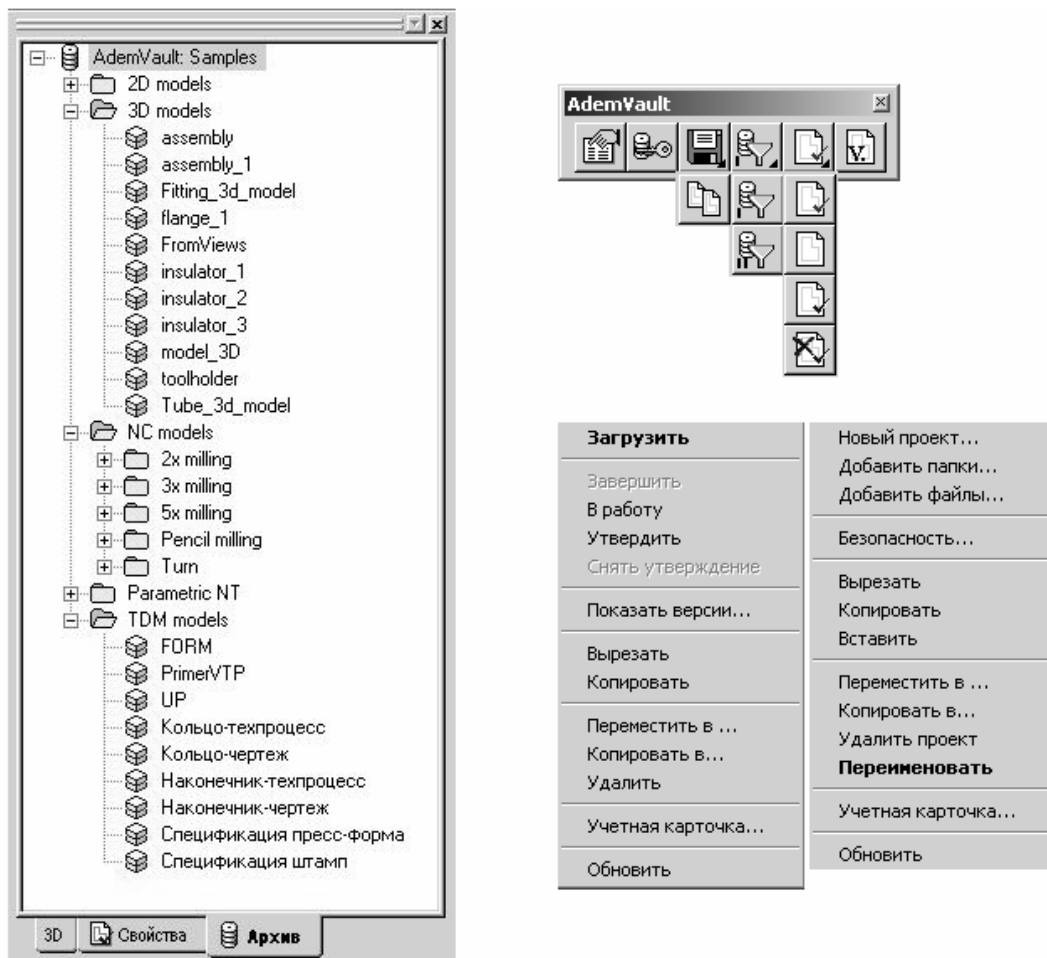 AdemVault: Samples
2D models
3D models
assembly
assembly_1
Fitting_3d_model
flange_1
FromViews
insulator_1
insulator_2
insulator_3
model_3D
toolholder
Tube_3d_model
NC models
2x milling
3x milling
5x milling
Pencil milling
Turn
Parametric NT
TDM models
FORM
PrimerVTP
UP
Кольцо-техпроцесс
Кольцо-чертеж
Наконечник-техпроцесс
Наконечник-чертеж
Спецификация пресс-форма
Спецификация штамп
3D
Свойства
Архив
AdemVault
V.
Загрузить
Завершить
В работу
Утвердить
Снять утверждение
Показать версии...
Вырезать
Копировать
Переместить в ...
Копировать в...
Удалить
Учетная карточка...
Обновить
Новый проект...
Добавить папки...
Добавить файлы...
Безопасность...
Вырезать
Копировать
Вставить
Переместить в ...
Копировать в...
Удалить проект
Переименовать
Учетная карточка...
Обновить